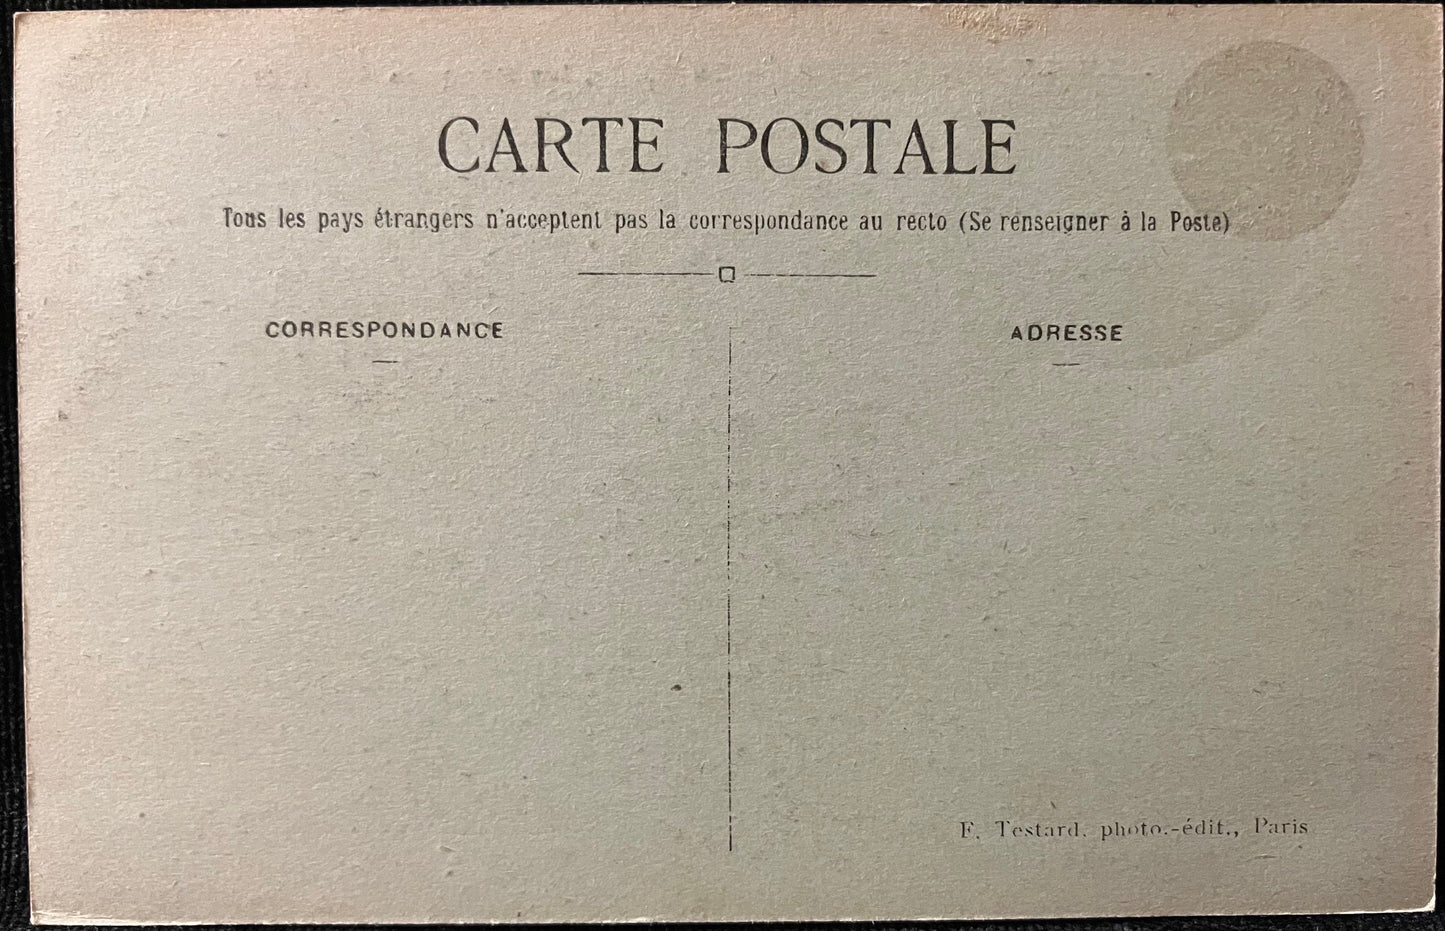 CARTE POSTALE
Tous les pays étrangers n'acceptent pas la correspondance au recto (Se renseigner à la Poste)
CORRESPONDANCE
ADRESSE
F. Testard, photo.-édit., Paris